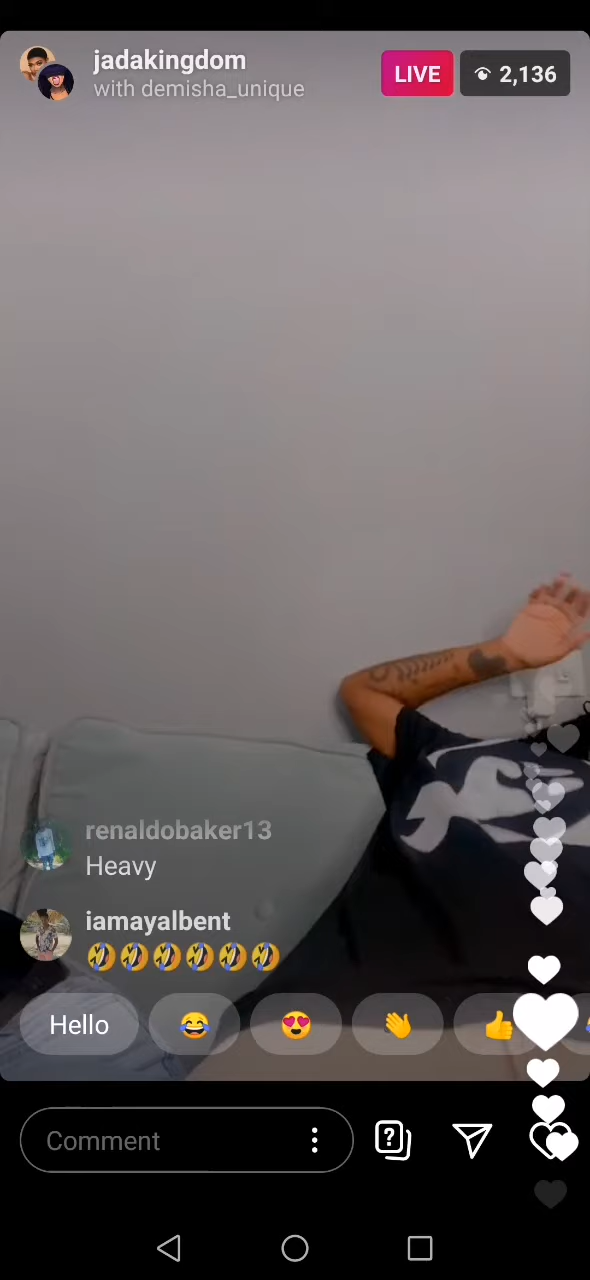 jadakingdom
with demisha_unique
LIVE
2,136
renaldobaker13
Heavy
iamayalbent
🤣🤣🤣🤣🤣🤣
Hello
Comment